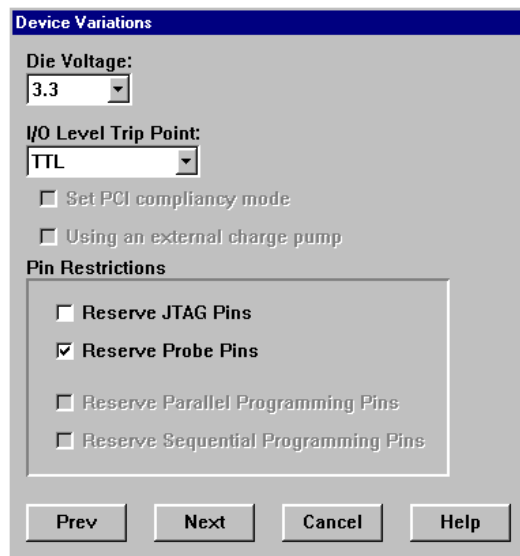 Device Variations
Die Voltage:
3.3
I/O Level Trip Point:
TTL
Set PCI compliancy mode
Using an external charge pump
Pin Restrictions
Reserve JTAG Pins
Reserve Probe Pins
Reserve Parallel Programming Pins
Reserve Sequential Programming Pins
Prev Next Cancel Help